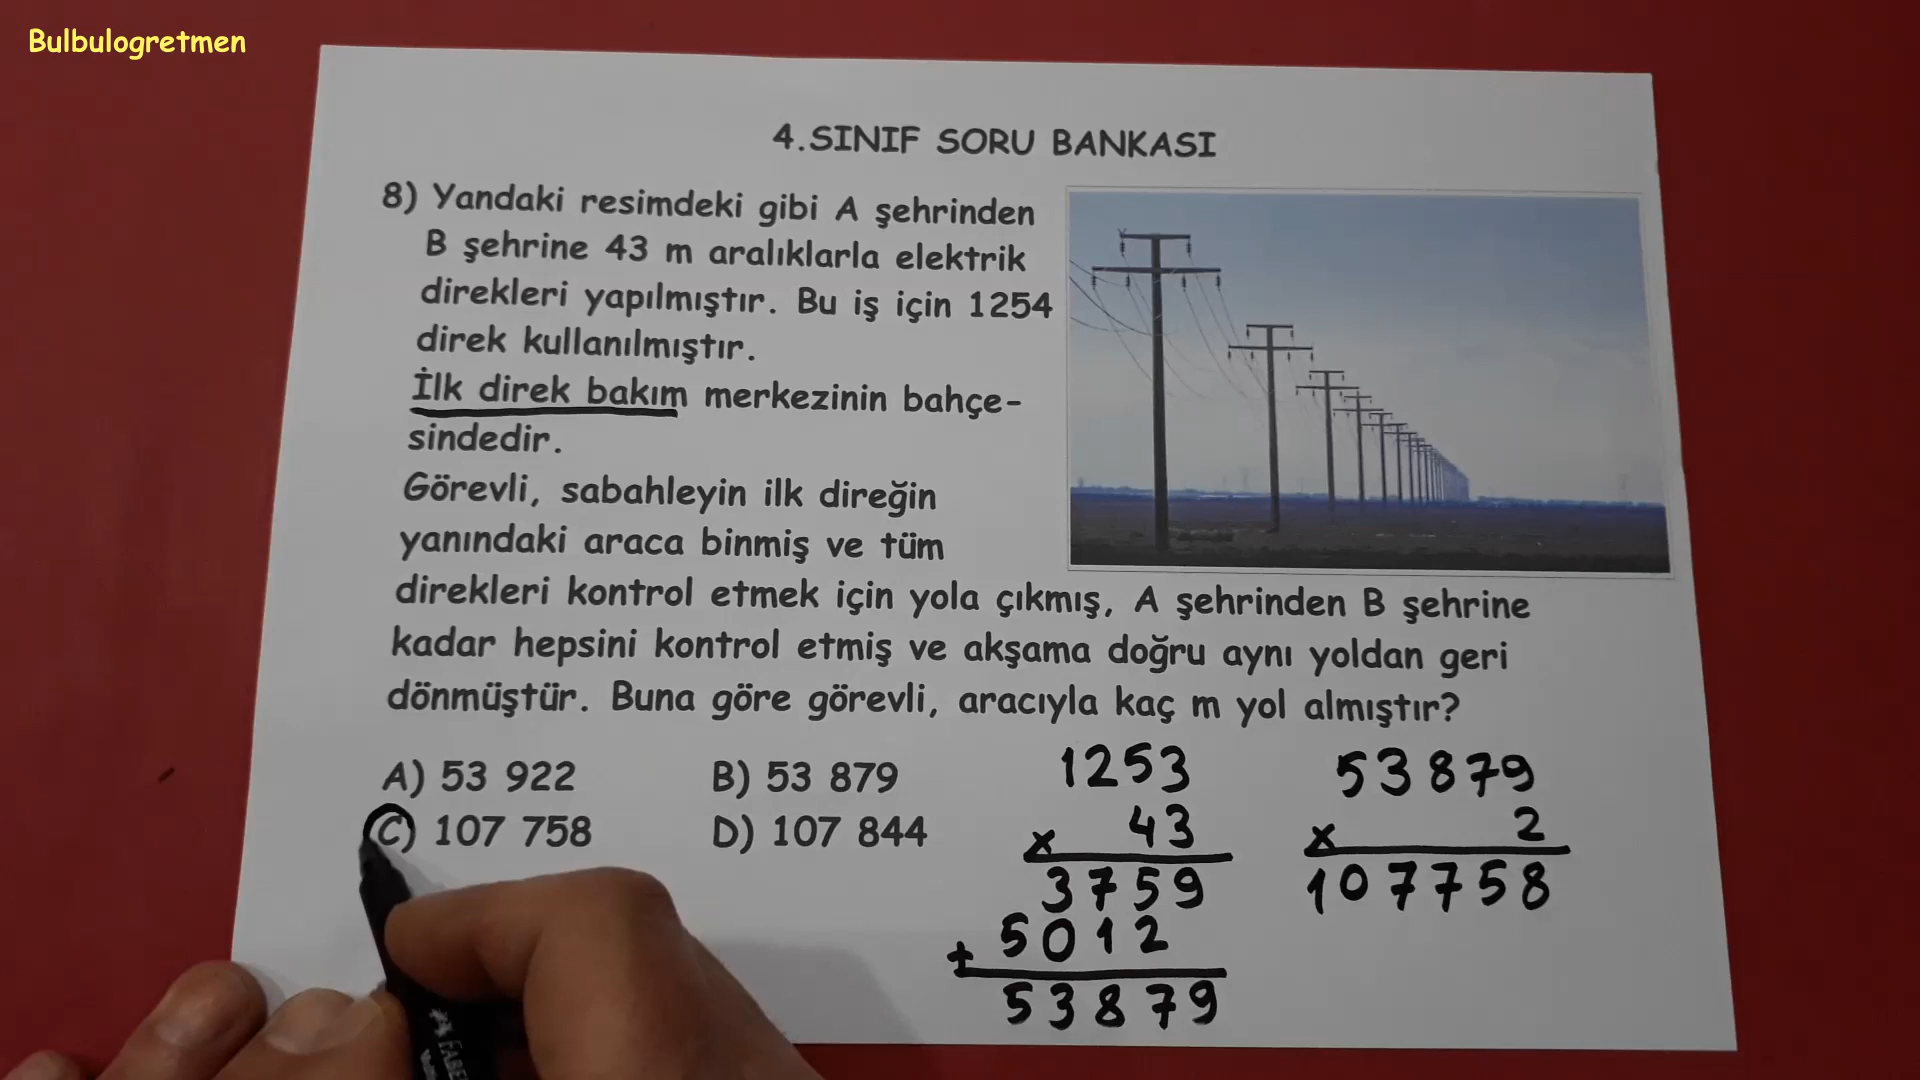 Bulbulogretmen
4.SINIF SORU BANKASI
8) Yandaki resimdeki gibi A şehrinden
B şehrine 43 m aralıklarla elektrik
direkleri yapılmıştır. Bu iş için 1254
direk kullanılmıştır.
İlk direk bakım merkezinin bahçe-
sindedir.
Görevli, sabahleyin ilk direğin
yanındaki araca binmiş ve tüm
direkleri kontrol etmek için yola çıkmış, A şehrinden B şehrine
kadar hepsini kontrol etmiş ve akşama doğru aynı yoldan geri
dönmüştür. Buna göre görevli, aracıyla kaç m yol almıştır?
A) 53 922
B) 53 879
C) 107 758
D) 107 844
1253
x 43
3759
+ 5012
53879
53879
x 2
107758
FABE